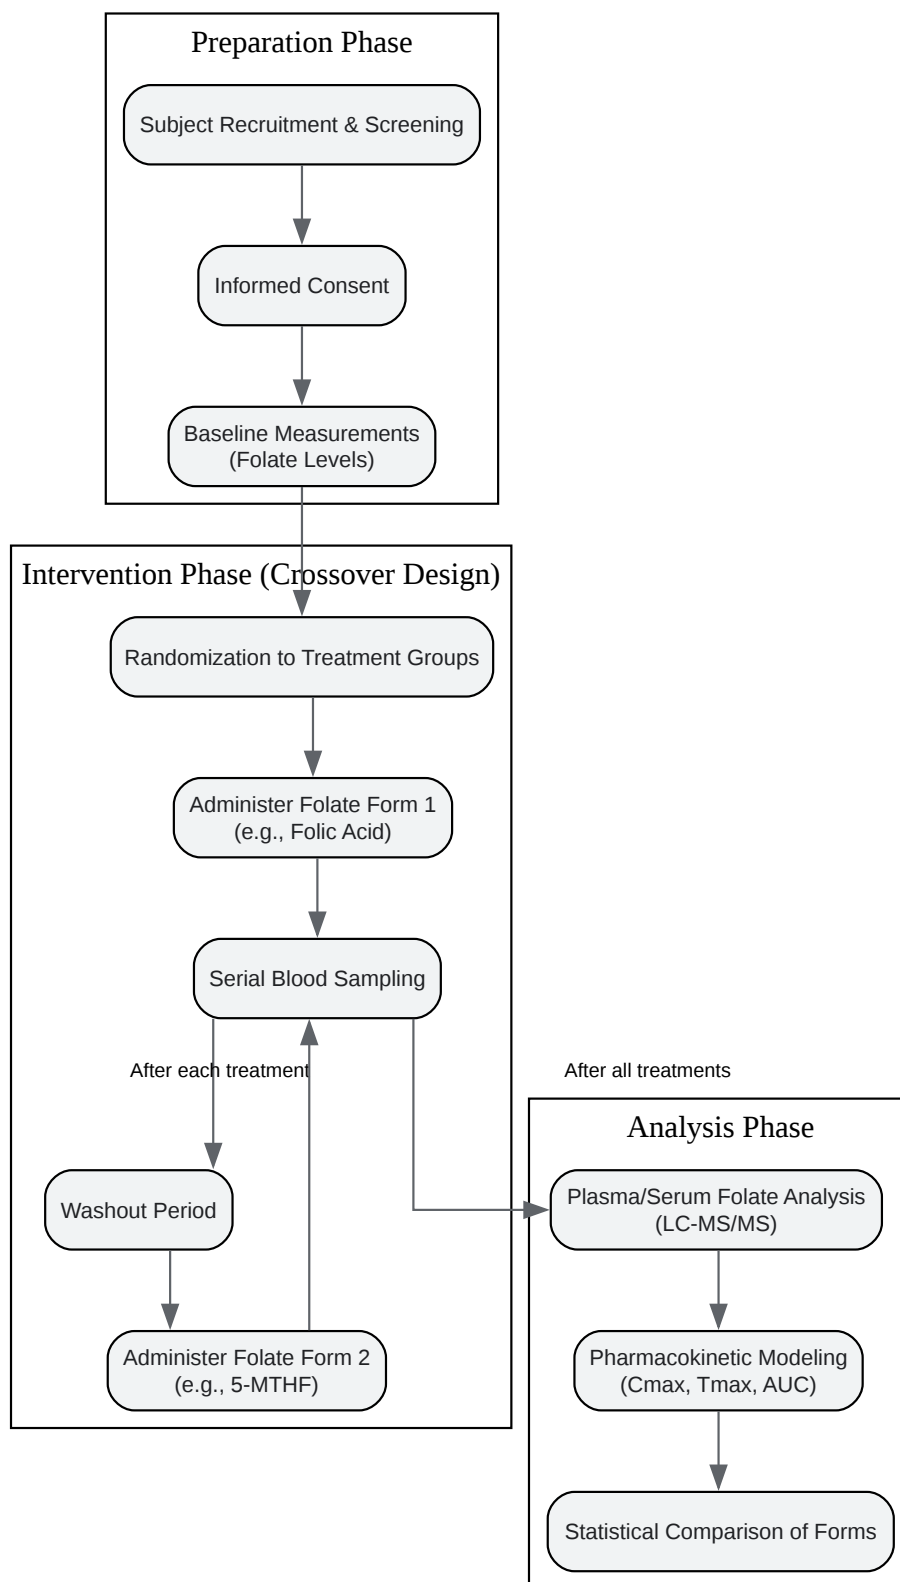 Preparation Phase
Subject Recruitment & Screening
Informed Consent
Baseline Measurements
(Folate Levels)
Intervention Phase (Crossover Design)
Randomization to Treatment Groups
Administer Folate Form 1
(e.g., Folic Acid)
Serial Blood Sampling
After each treatment
Washout Period
Administer Folate Form 2
(e.g., 5-MTHF)
After all treatments
Analysis Phase
Plasma/Serum Folate Analysis
(LC-MS/MS)
Pharmacokinetic Modeling
(Cmax, Tmax, AUC)
Statistical Comparison of Forms